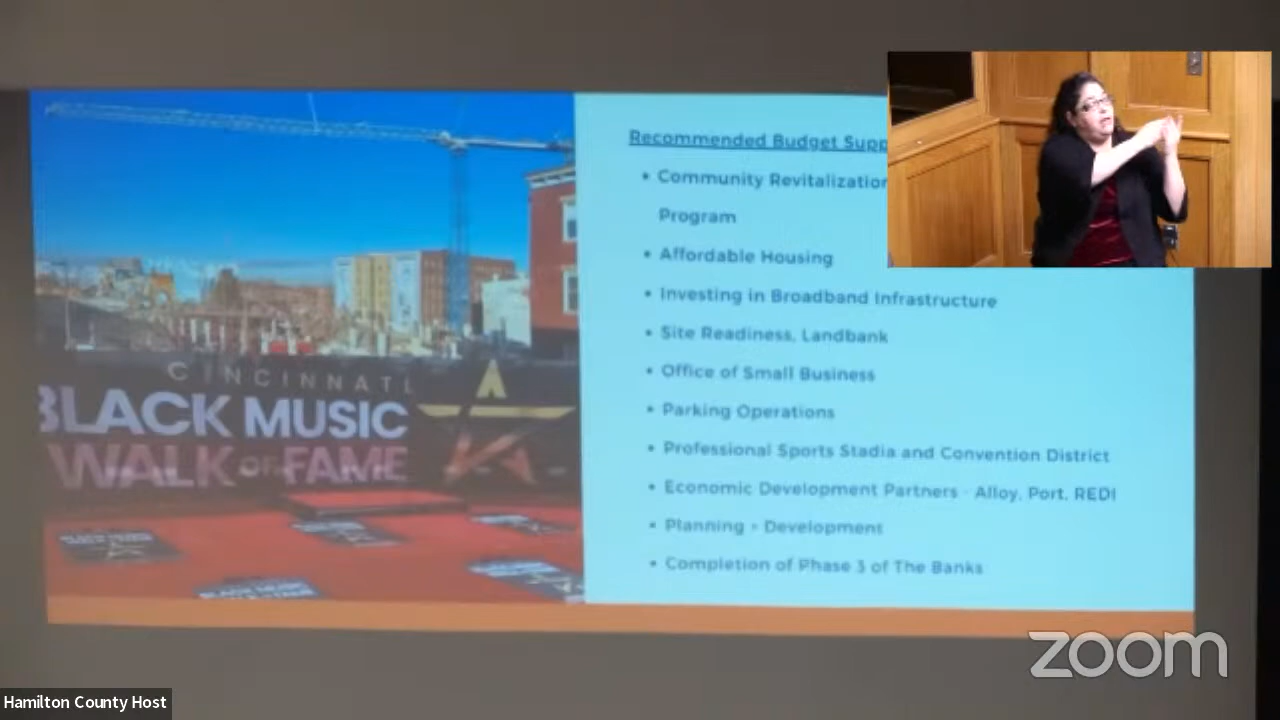 CINCINNATI
BLACK MUSIC
WALK OF FAME
Recommended Budget Supp
• Community Revitalization
Program
• Affordable Housing
• Investing in Broadband Infrastructure
• Site Readiness, Landbank
• Office of Small Business
• Parking Operations
• Professional Sports Stadia and Convention District
• Economic Development Partners - Alloy, Port, REDI
• Planning + Development
• Completion of Phase 3 of The Banks
zoom
Hamilton County Host